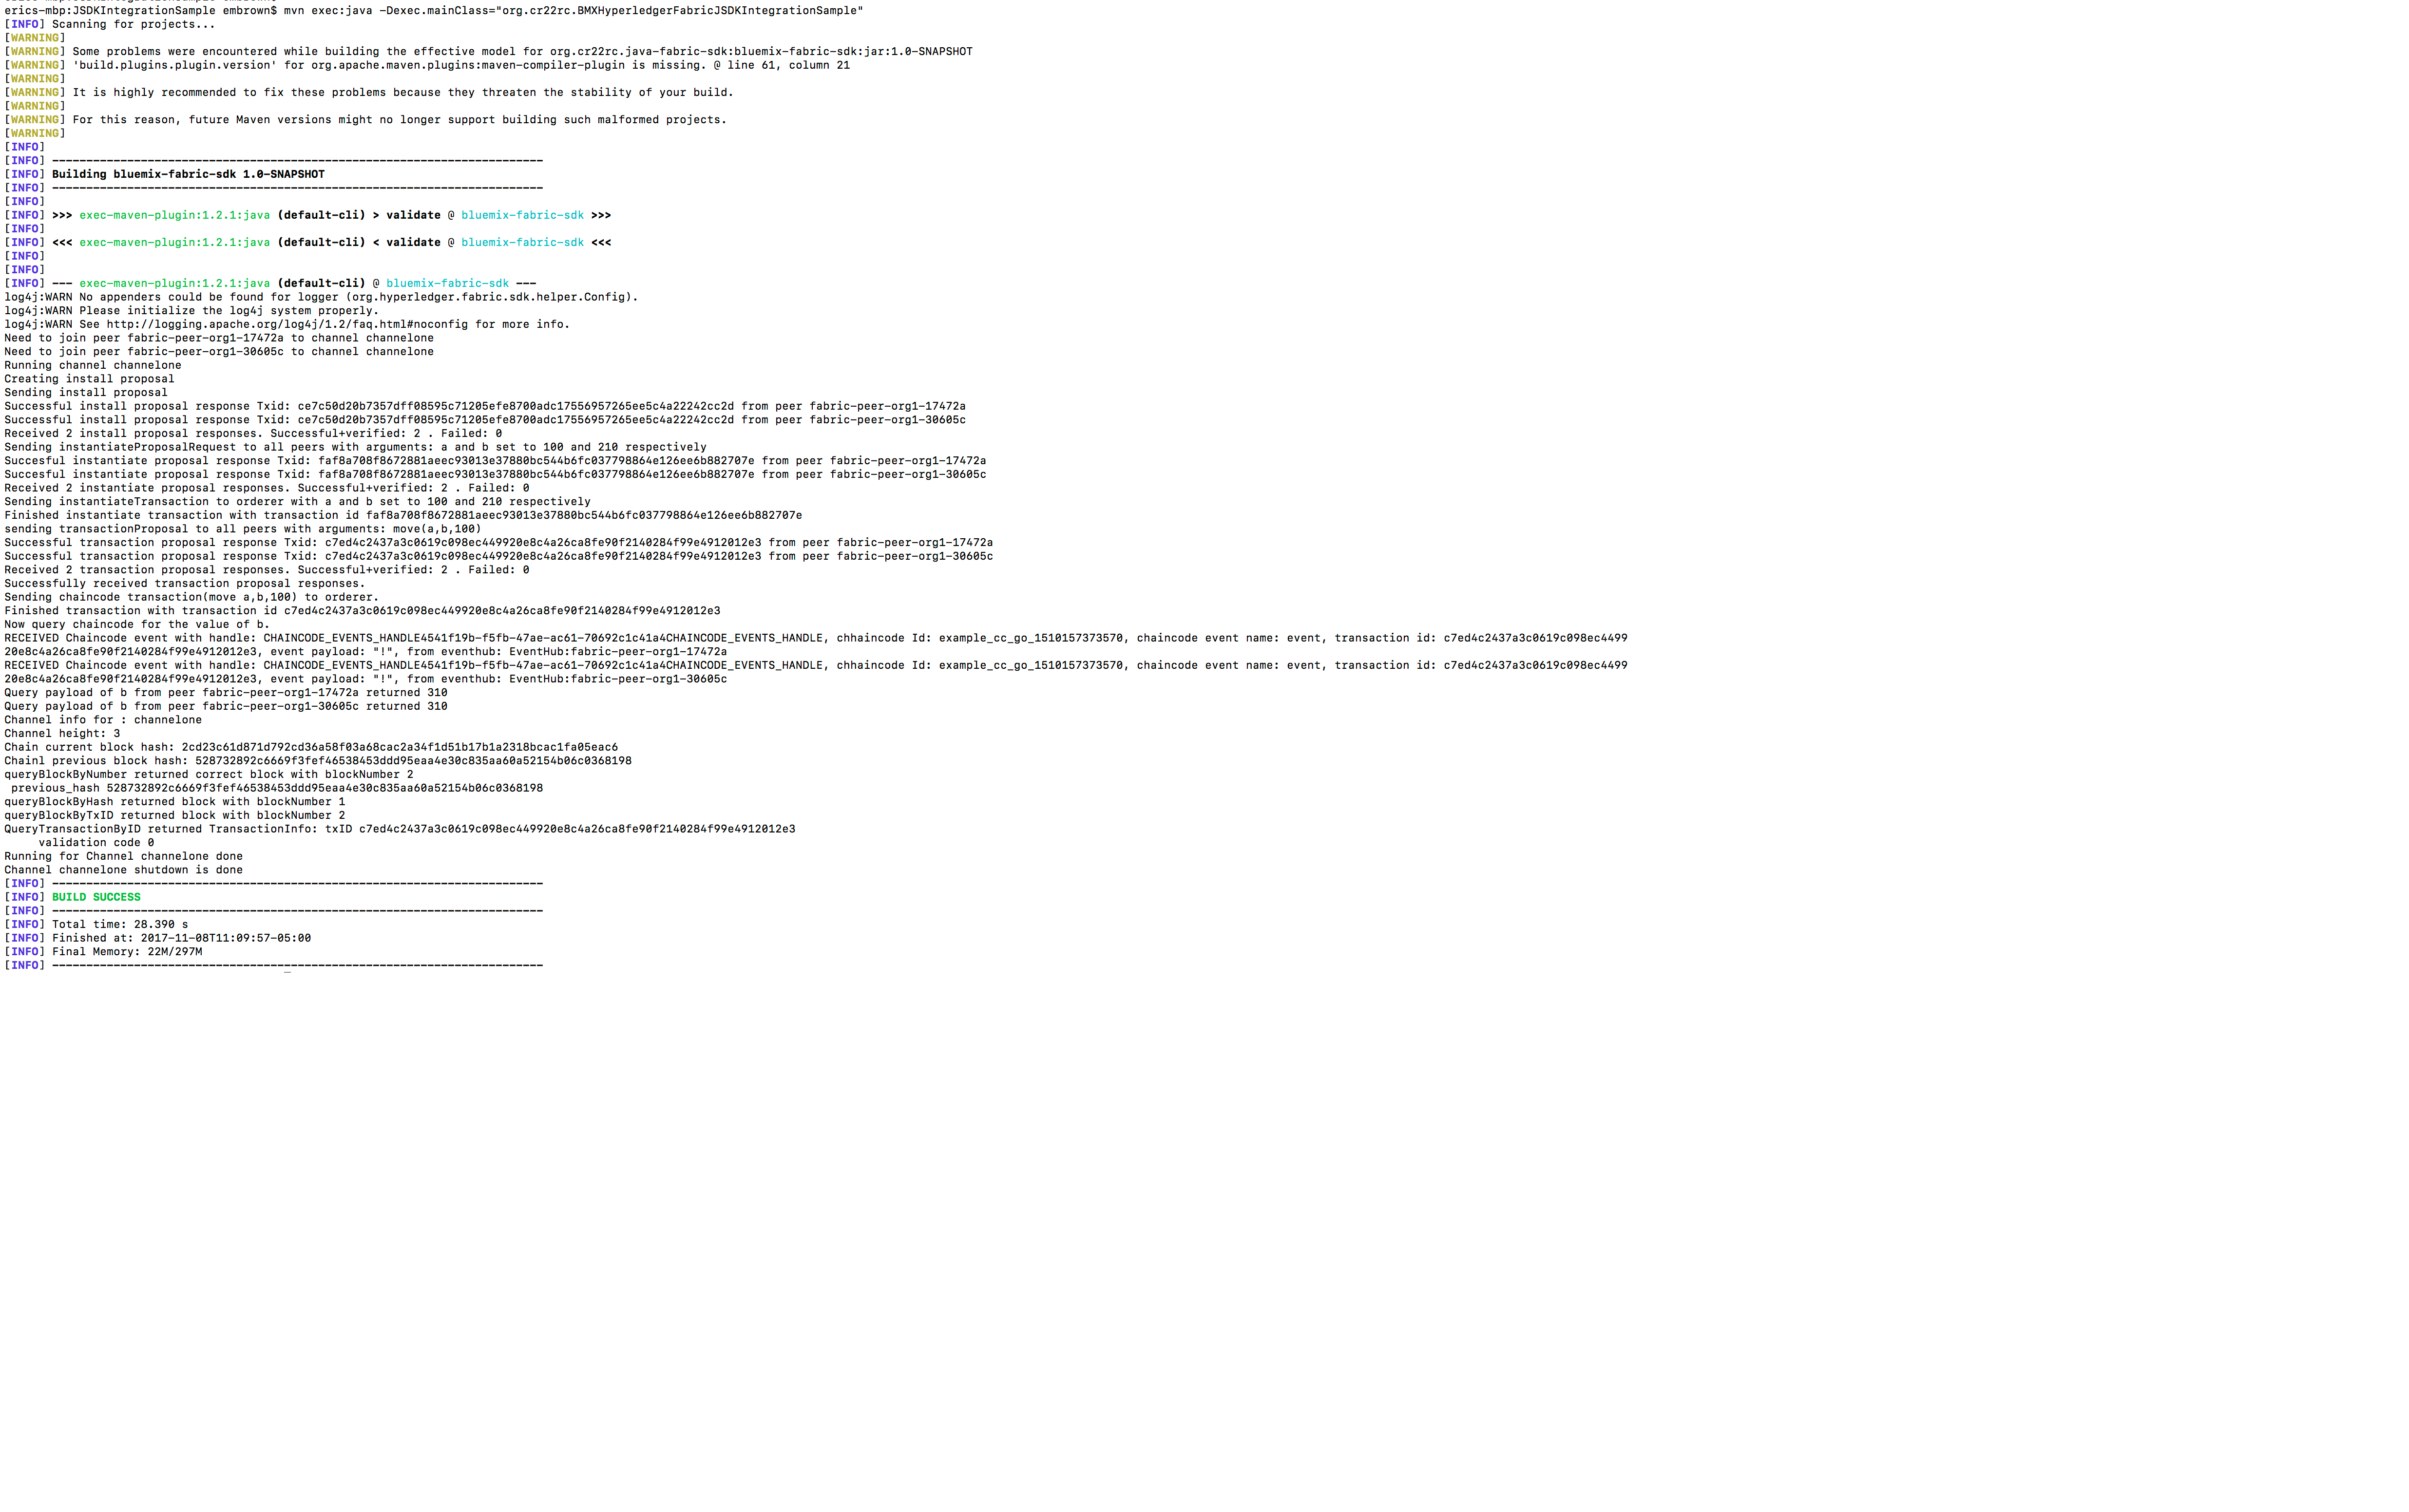 erics-mbp:JSDKIntegrationSample embrown$ mvn exec:java -Dexec.mainClass="org.cr22rc.BMXHyperledgerFabricJSDKIntegrationSample"
[INFO] Scanning for projects...
[WARNING]
[WARNING] Some problems were encountered while building the effective model for org.cr22rc.java-fabric-sdk:bluemix-fabric-sdk:jar:1.0-SNAPSHOT
[WARNING] 'build.plugins.plugin.version' for org.apache.maven.plugins:maven-compiler-plugin is missing. @ line 61, column 21
[WARNING]
[WARNING] It is highly recommended to fix these problems because they threaten the stability of your build.
[WARNING]
[WARNING] For this reason, future Maven versions might no longer support building such malformed projects.
[WARNING]
[INFO]
[INFO] ------------------------------------------------------------------------
[INFO] Building bluemix-fabric-sdk 1.0-SNAPSHOT
[INFO] ------------------------------------------------------------------------
[INFO]
[INFO] >>> exec-maven-plugin:1.2.1:java (default-cli) > validate @ bluemix-fabric-sdk >>>
[INFO]
[INFO] <<< exec-maven-plugin:1.2.1:java (default-cli) < validate @ bluemix-fabric-sdk <<<
[INFO]
[INFO]
[INFO] --- exec-maven-plugin:1.2.1:java (default-cli) @ bluemix-fabric-sdk ---
log4j:WARN No appenders could be found for logger (org.hyperledger.fabric.sdk.helper.Config).
log4j:WARN Please initialize the log4j system properly.
log4j:WARN See http://logging.apache.org/log4j/1.2/faq.html#noconfig for more info.
Need to join peer fabric-peer-org1-17472a to channel channelone
Need to join peer fabric-peer-org1-30605c to channel channelone
Running channel channelone
Creating install proposal
Sending install proposal
Successful install proposal response Txid: ce7c50d20b7357dff08595c71205efe8700adc17556957265ee5c4a22242cc2d from peer fabric-peer-org1-17472a
Successful install proposal response Txid: ce7c50d20b7357dff08595c71205efe8700adc17556957265ee5c4a22242cc2d from peer fabric-peer-org1-30605c
Received 2 install proposal responses. Successful+verified: 2 . Failed: 0
Sending instantiateProposalRequest to all peers with arguments: a and b set to 100 and 210 respectively
Succesful instantiate proposal response Txid: faf8a708f8672881aeec93013e37880bc544b6fc037798864e126ee6b882707e from peer fabric-peer-org1-17472a
Succesful instantiate proposal response Txid: faf8a708f8672881aeec93013e37880bc544b6fc037798864e126ee6b882707e from peer fabric-peer-org1-30605c
Received 2 instantiate proposal responses. Successful+verified: 2 . Failed: 0
Sending instantiateTransaction to orderer with a and b set to 100 and 210 respectively
Finished instantiate transaction with transaction id faf8a708f8672881aeec93013e37880bc544b6fc037798864e126ee6b882707e
sending transactionProposal to all peers with arguments: move(a,b,100)
Successful transaction proposal response Txid: c7ed4c2437a3c0619c098ec449920e8c4a26ca8fe90f2140284f99e4912012e3 from peer fabric-peer-org1-17472a
Successful transaction proposal response Txid: c7ed4c2437a3c0619c098ec449920e8c4a26ca8fe90f2140284f99e4912012e3 from peer fabric-peer-org1-30605c
Received 2 transaction proposal responses. Successful+verified: 2 . Failed: 0
Successfully received transaction proposal responses.
Sending chaincode transaction(move a,b,100) to orderer.
Finished transaction with transaction id c7ed4c2437a3c0619c098ec449920e8c4a26ca8fe90f2140284f99e4912012e3
Now query chaincode for the value of b.
RECEIVED Chaincode event with handle: CHAINCODE_EVENTS_HANDLE4541f19b-f5fb-47ae-ac61-70692c1c41a4CHAINCODE_EVENTS_HANDLE, chhaincode Id: example_cc_go_1510157373570, chaincode event name: event, transaction id: c7ed4c2437a3c0619c098ec4499
20e8c4a26ca8fe90f2140284f99e4912012e3, event payload: "!", from eventhub: EventHub:fabric-peer-org1-17472a
RECEIVED Chaincode event with handle: CHAINCODE_EVENTS_HANDLE4541f19b-f5fb-47ae-ac61-70692c1c41a4CHAINCODE_EVENTS_HANDLE, chhaincode Id: example_cc_go_1510157373570, chaincode event name: event, transaction id: c7ed4c2437a3c0619c098ec4499
20e8c4a26ca8fe90f2140284f99e4912012e3, event payload: "!", from eventhub: EventHub:fabric-peer-org1-30605c
Query payload of b from peer fabric-peer-org1-17472a returned 310
Query payload of b from peer fabric-peer-org1-30605c returned 310
Channel info for : channelone
Channel height: 3
Chain current block hash: 2cd23c61d871d792cd36a58f03a68cac2a34f1d51b17b1a2318bcac1fa05eac6
Chainl previous block hash: 528732892c6669f3fef46538453ddd95eaa4e30c835aa60a52154b06c0368198
queryBlockByNumber returned correct block with blockNumber 2
previous_hash 528732892c6669f3fef46538453ddd95eaa4e30c835aa60a52154b06c0368198
queryBlockByHash returned block with blockNumber 1
queryBlockByTxID returned block with blockNumber 2
QueryTransactionByID returned TransactionInfo: txID c7ed4c2437a3c0619c098ec449920e8c4a26ca8fe90f2140284f99e4912012e3
validation code 0
Running for Channel channelone done
Channel channelone shutdown is done
[INFO] ------------------------------------------------------------------------
[INFO] BUILD SUCCESS
[INFO] ------------------------------------------------------------------------
[INFO] Total time: 28.390 s
[INFO] Finished at: 2017-11-08T11:09:57-05:00
[INFO] Final Memory: 22M/297M
[INFO] ------------------------------------------------------------------------